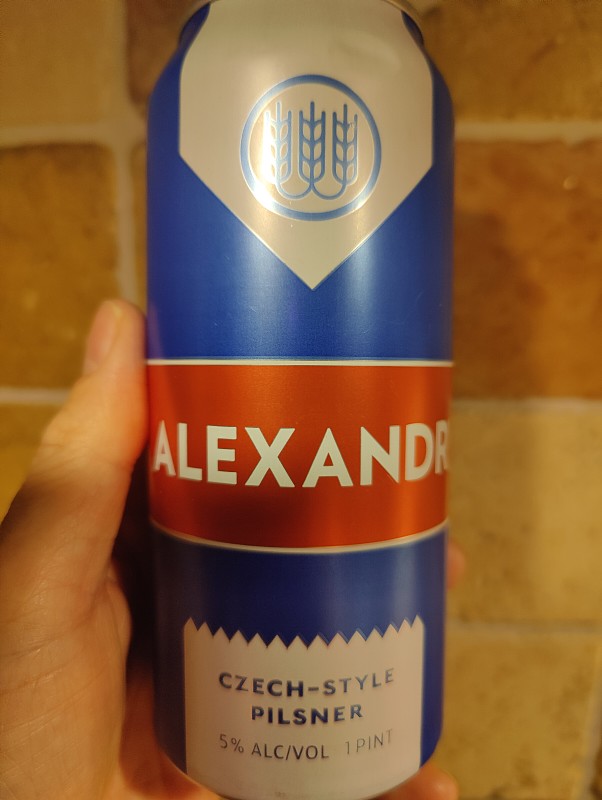 ALEXANDR
CZECH-STYLE
PILSNER
5% ALC/VOL 1 PINT